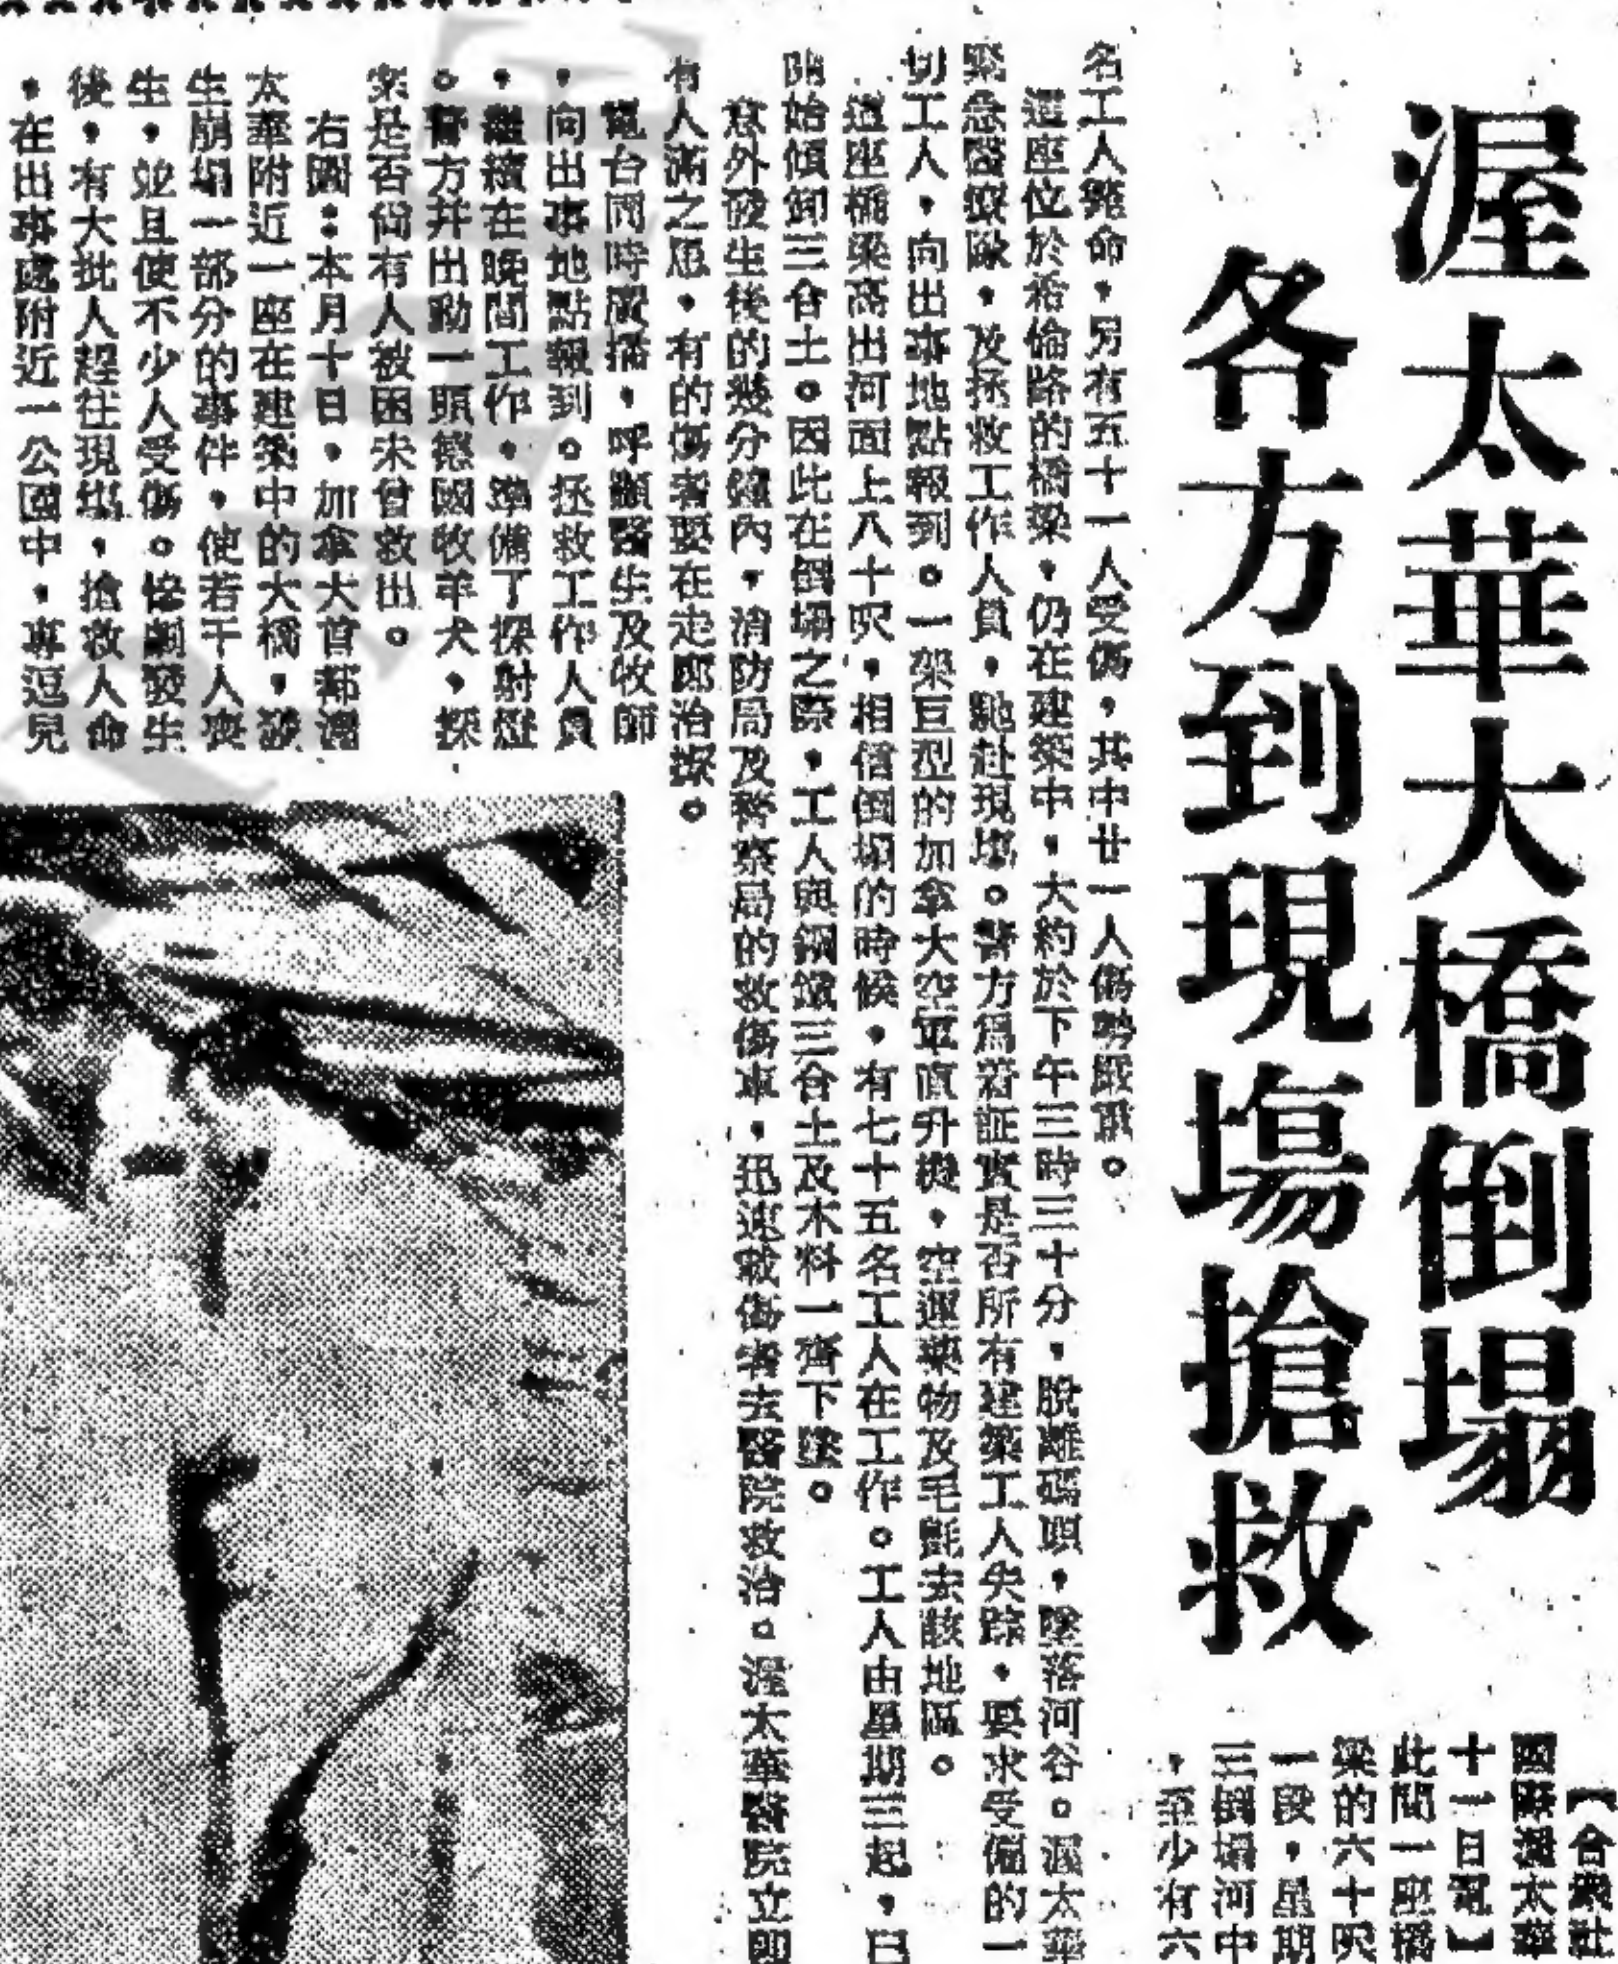 渥太華大橋倒塌
各方到現場搶救
【合衆社
國際渥太華
十一日電】
此間一座橋
梁的六十呎
一段，星期
三倒塌河中
，至少有六
名工人斃命，另有五十一人受傷，其中廿一人傷勢嚴重。
這座位於希倫路的橋梁，仍在建築中，大約於下午三時三十分，脫離碼頭，墜落河谷。渥太華
緊急醫療隊，及拯救工作人員，馳赴現場。警方爲着証實是否所有建築工人失踪，要求受僱的一
切工人，向出事地點報到。一架巨型的加拿大空軍直升機，空運藥物及毛氈去該地區。
這座橋梁高出河面上八十呎，相信倒塌的時候，有七十五名工人在工作。工人由星期三起，已
開始傾卸三合土。因此在倒塌之際，工人與鋼鐵三合土及木料一齊下墜。
意外發生後的幾分鐘內，消防局及警察局的救傷車，迅速載傷者去醫院救治。渥太華醫院立即
有人滿之患，有的傷者要在走廊治療。
電台同時廣播，呼籲醫生及收師
，向出事地點報到。拯救工作人員
，繼續在晚間工作，準備了探射燈
。警方并出動一頭德國牧羊犬，探
索是否尚有人被困未曾救出。
右圖：本月十日，加拿大首都渥
太華附近一座在建築中的大橋，發
生崩塌一部分的事件，使若干人喪
生，並且使不少人受傷。慘劇發生
後，有大批人趕往現場，搶救人命
，在出事處附近一公園中，專逗兒